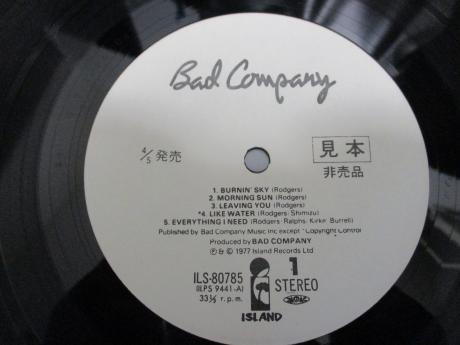 Bad Company
4/5 発売
見本
非売品
1. BURNIN' SKY (Rodgers)
2. MORNING SUN (Rodgers)
3. LEAVING YOU (Rodgers)
*4. LIKE WATER (Rodgers· Shimizu)
5. EVERYTHING I NEED (Rodgers· Ralphs· Kirke· Burrell)
Published by Bad Company Music Inc except *Copyright Control
Produced by BAD COMPANY
℗ & © 1977 Island Records Ltd
ILS-80785 1
(ILPS 9441-A) STEREO
33⅓ r.p.m.
ISLAND